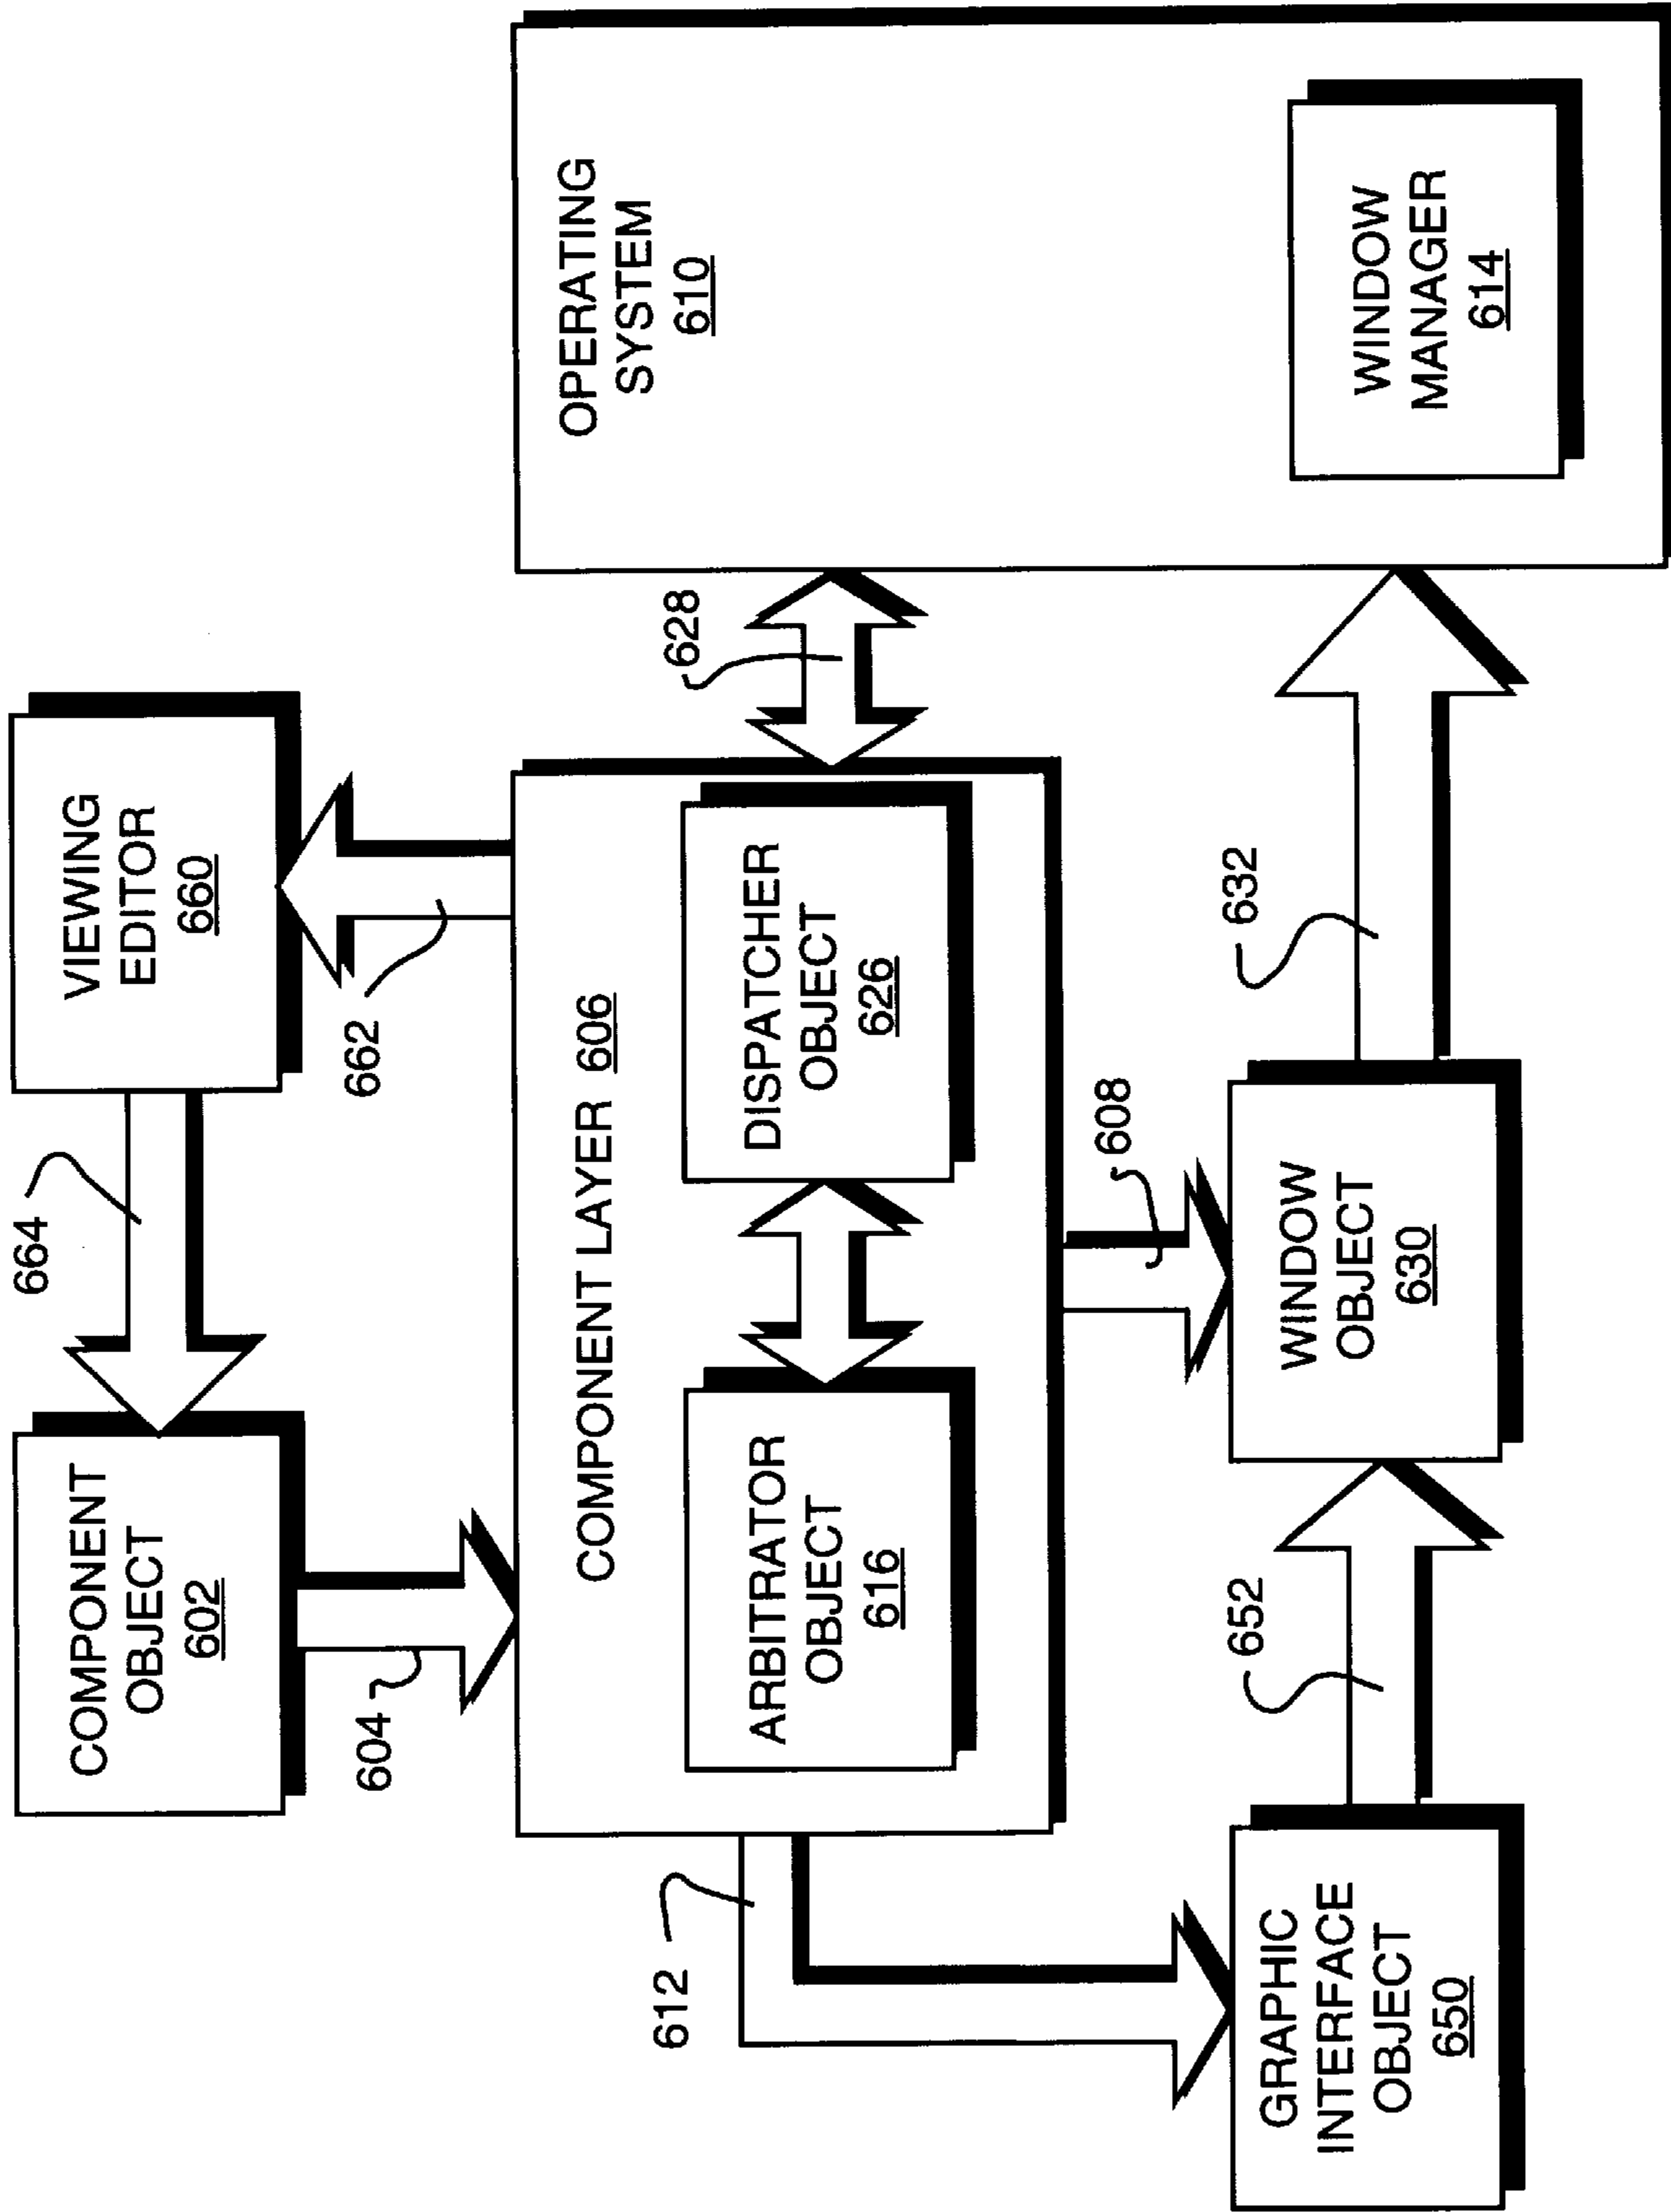 COMPONENT
OBJECT
602
664
VIEWING
EDITOR
660
604
662
COMPONENT LAYER 606
ARBITRATOR
OBJECT
616
DISPATCHER
OBJECT
626
628
OPERATING
SYSTEM
610
612
608
GRAPHIC
INTERFACE
OBJECT
650
652
WINDOW
OBJECT
630
632
WINDOW
MANAGER
614